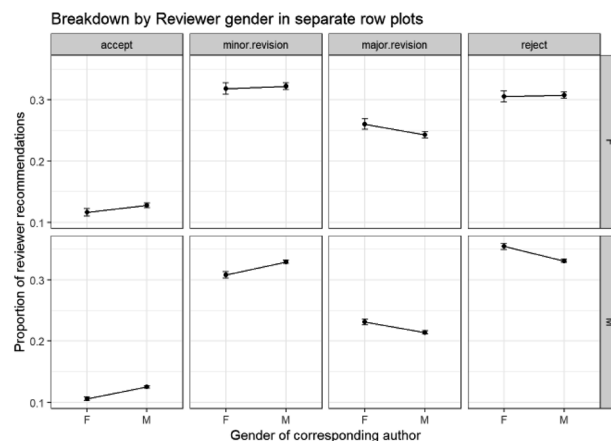 Breakdown by Reviewer gender in separate row plots
accept minor.revision major.revision reject
0.3
0.2
0.1
F
0.3
0.2
0.1
M
Proportion of reviewer recommendations
F M F M F M F M
Gender of corresponding author